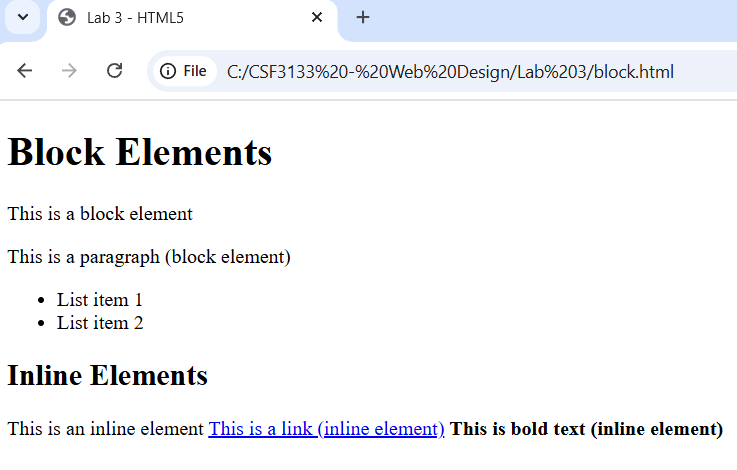 Lab 3 - HTML5
File C:/CSF3133%20-%20Web%20Design/Lab%203/block.html
Block Elements
This is a block element
This is a paragraph (block element)
• List item 1
• List item 2
Inline Elements
This is an inline element This is a link (inline element) This is bold text (inline element)